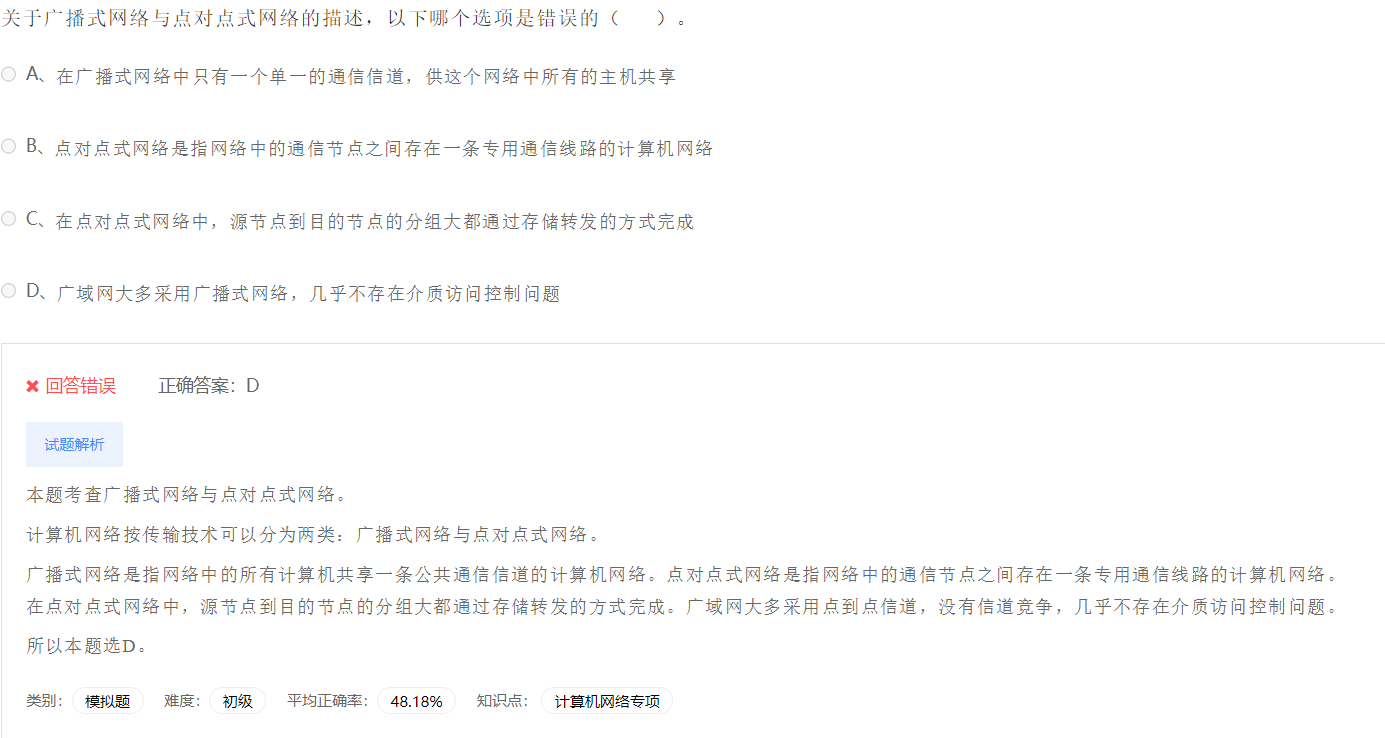 关于广播式网络与点对点式网络的描述，以下哪个选项是错误的（　　）。
A、在广播式网络中只有一个单一的通信信道，供这个网络中所有的主机共享
B、点对点式网络是指网络中的通信节点之间存在一条专用通信线路的计算机网络
C、在点对点式网络中，源节点到目的节点的分组大都通过存储转发的方式完成
D、广域网大多采用广播式网络，几乎不存在介质访问控制问题
回答错误 正确答案：D
试题解析
本题考查广播式网络与点对点式网络。
计算机网络按传输技术可以分为两类：广播式网络与点对点式网络。
广播式网络是指网络中的所有计算机共享一条公共通信信道的计算机网络。点对点式网络是指网络中的通信节点之间存在一条专用通信线路的计算机网络。
在点对点式网络中，源节点到目的节点的分组大都通过存储转发的方式完成。广域网大多采用点到点信道，没有信道竞争，几乎不存在介质访问控制问题。
所以本题选D。
类别： 模拟题 难度： 初级 平均正确率： 48.18% 知识点： 计算机网络专项